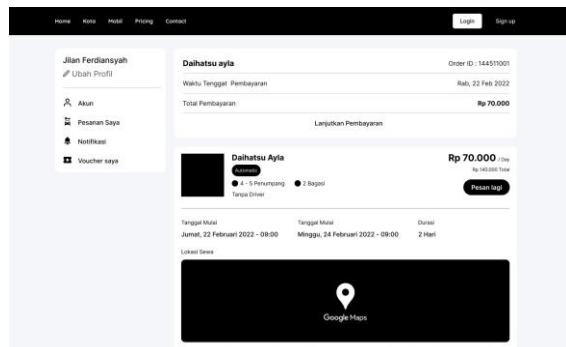 Home Kota Mobil Pricing Contact Login Sign up
Jilan Ferdiansyah
Ubah Profil
Akun
Pesanan Saya
Notifikasi
Voucher saya
Daihatsu ayla Order ID : 144511001
Waktu Tenggat Pembayaran Rab, 22 Feb 2022
Total Pembayaran Rp 70.000
Lanjutkan Pembayaran
Daihatsu Ayla Rp 70.000 / Day
Automatic Rp 140.000 Total
4 - 5 Penumpang 2 Bagasi Pesan lagi
Tanpa Driver
Tanggal Mulai Tanggal Mulai Durasi
Jumat, 22 Februari 2022 - 09:00 Minggu, 24 Februari 2022 - 09:00 2 Hari
Lokasi Sewa
Google Maps